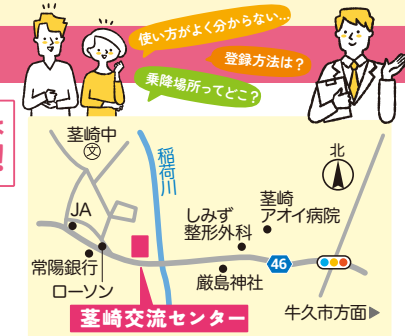 使い方がよく分からない…
登録方法は？
乗降場所ってどこ？
茎崎中
文
稲荷川
北
JA
しみず
整形外科
茎崎
アオイ病院
常陽銀行
ローソン
厳島神社
46
茎崎交流センター
牛久市方面▶